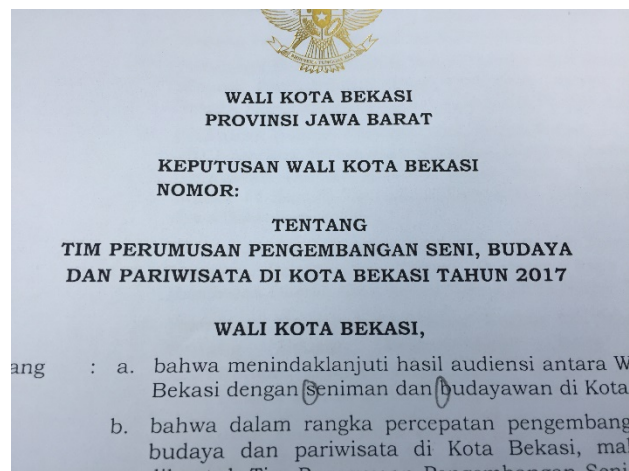 WALI KOTA BEKASI
PROVINSI JAWA BARAT
KEPUTUSAN WALI KOTA BEKASI
NOMOR:
TENTANG
TIM PERUMUSAN PENGEMBANGAN SENI, BUDAYA
DAN PARIWISATA DI KOTA BEKASI TAHUN 2017
WALI KOTA BEKASI,
ang : a. bahwa menindaklanjuti hasil audiensi antara W
Bekasi dengan seniman dan budayawan di Kota
b. bahwa dalam rangka percepatan pengembang
budaya dan pariwisata di Kota Bekasi, mal